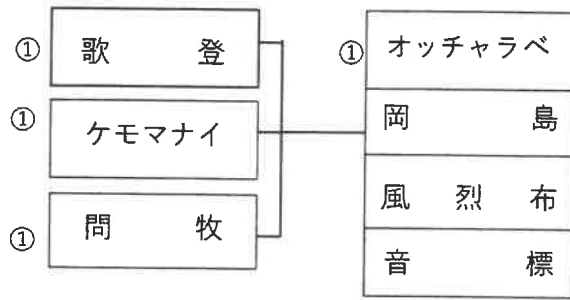 ① 歌登
① ケモマナイ
① 問牧
① オッチャラベ
岡島
風烈布
音標